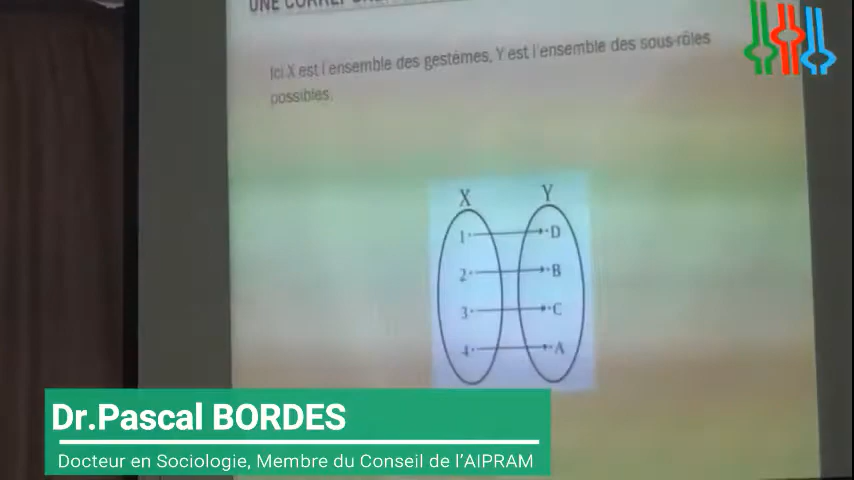 Ici X est l'ensemble des gestèmes, Y est l'ensemble des sous-rôles
possibles.
X Y
1 D
2 B
3 C
4 A
Dr.Pascal BORDES
Docteur en Sociologie, Membre du Conseil de l'AIPRAM